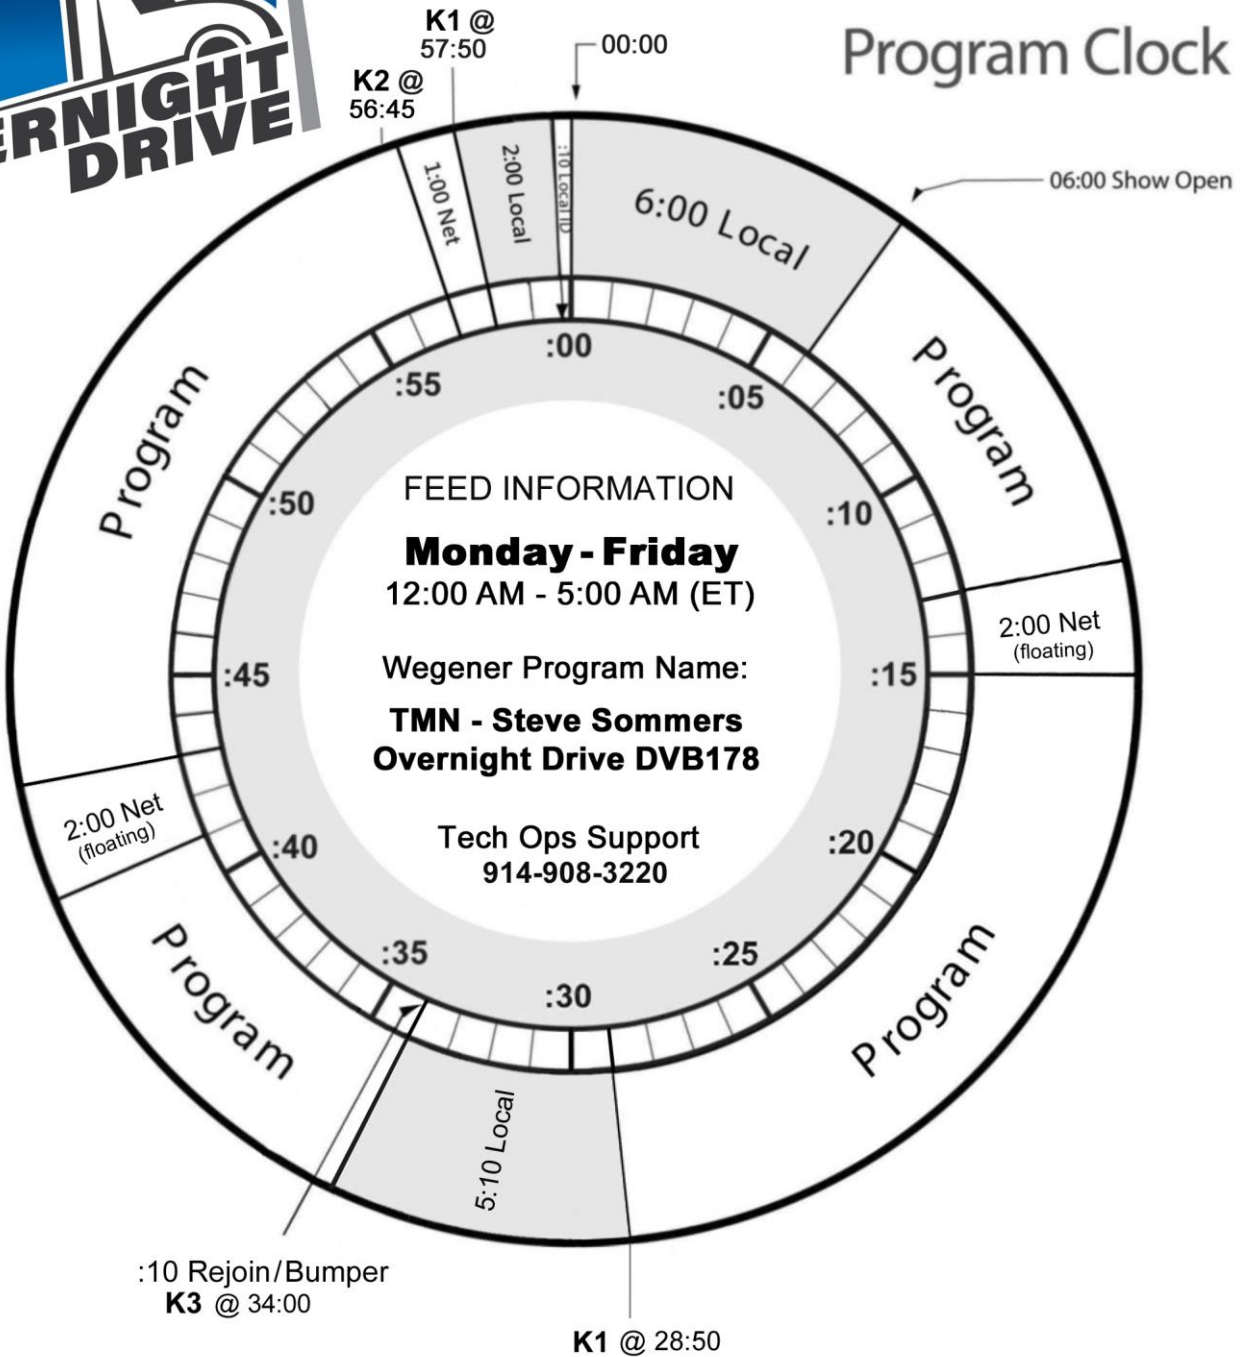 ERNIGHT
DRIVE
Program Clock
K1 @
57:50
K2 @
56:45
00:00
06:00 Show Open
1:00 Net
2:00 Local
:10 Local ID
6:00 Local
Program
2:00 Net
(floating)
Program
K1 @ 28:50
5:10 Local
:10 Rejoin/Bumper
K3 @ 34:00
Program
2:00 Net
(floating)
Program
:00
:05
:10
:15
:20
:25
:30
:35
:40
:45
:50
:55
FEED INFORMATION
Monday - Friday
12:00 AM - 5:00 AM (ET)
Wegener Program Name:
TMN - Steve Sommers
Overnight Drive DVB178
Tech Ops Support
914-908-3220